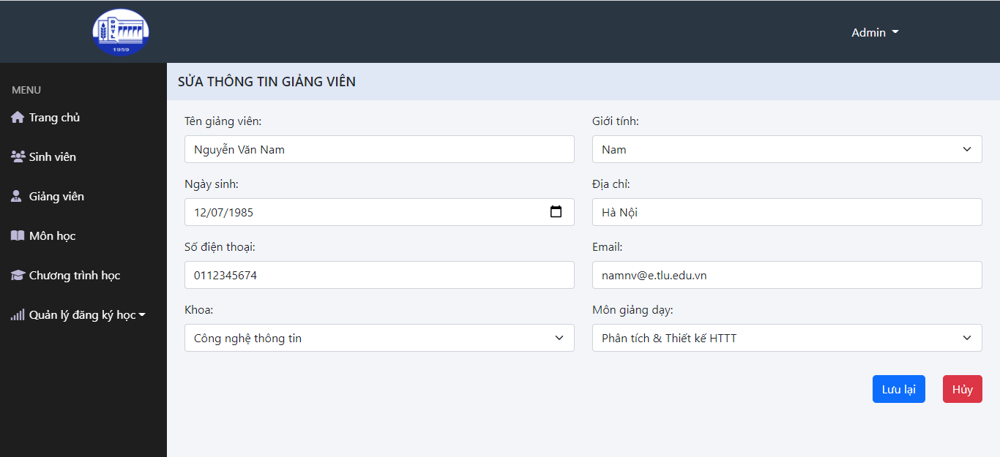 ĐHTL
1959
Admin
MENU
Trang chủ
Sinh viên
Giảng viên
Môn học
Chương trình học
Quản lý đăng ký học
SỬA THÔNG TIN GIẢNG VIÊN
Tên giảng viên:
Nguyễn Văn Nam
Giới tính:
Nam
Ngày sinh:
12/07/1985
Địa chỉ:
Hà Nội
Số điện thoại:
0112345674
Email:
namnv@e.tlu.edu.vn
Khoa:
Công nghệ thông tin
Môn giảng dạy:
Phân tích & Thiết kế HTTT
Lưu lại
Hủy